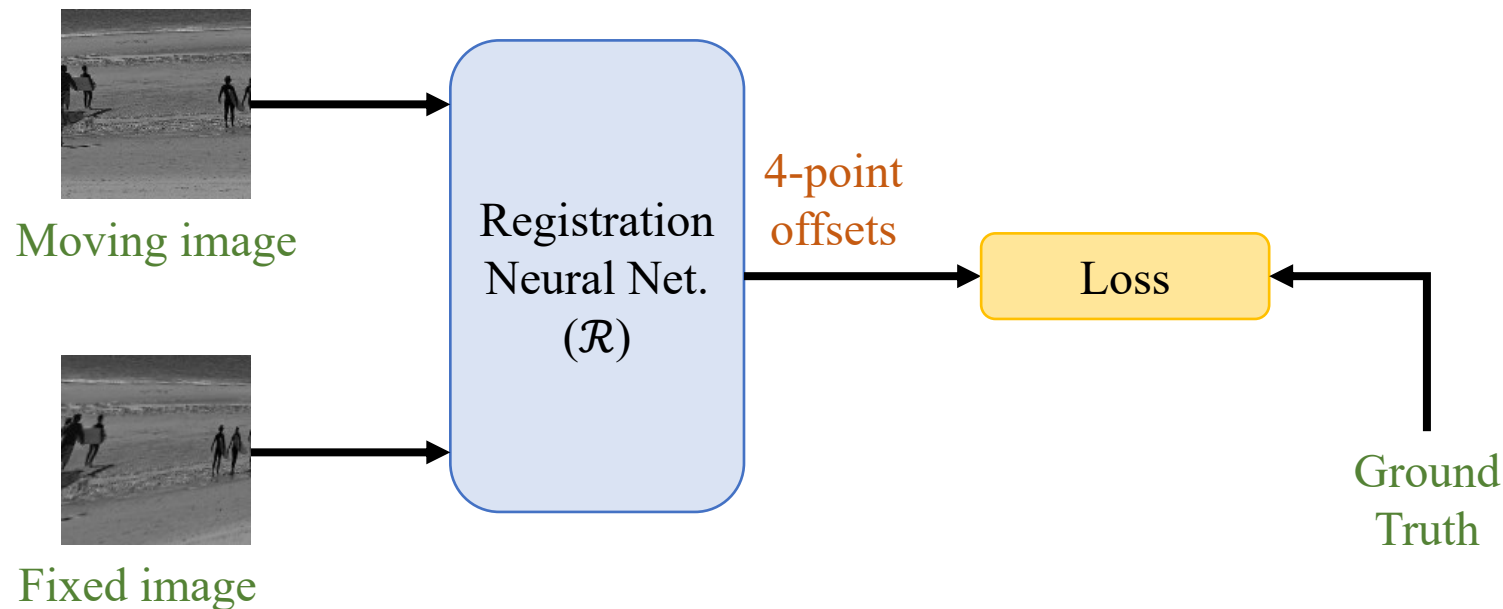 Moving image
Fixed image
Registration
Neural Net.
(ℛ)
4-point
offsets
Loss
Ground
Truth